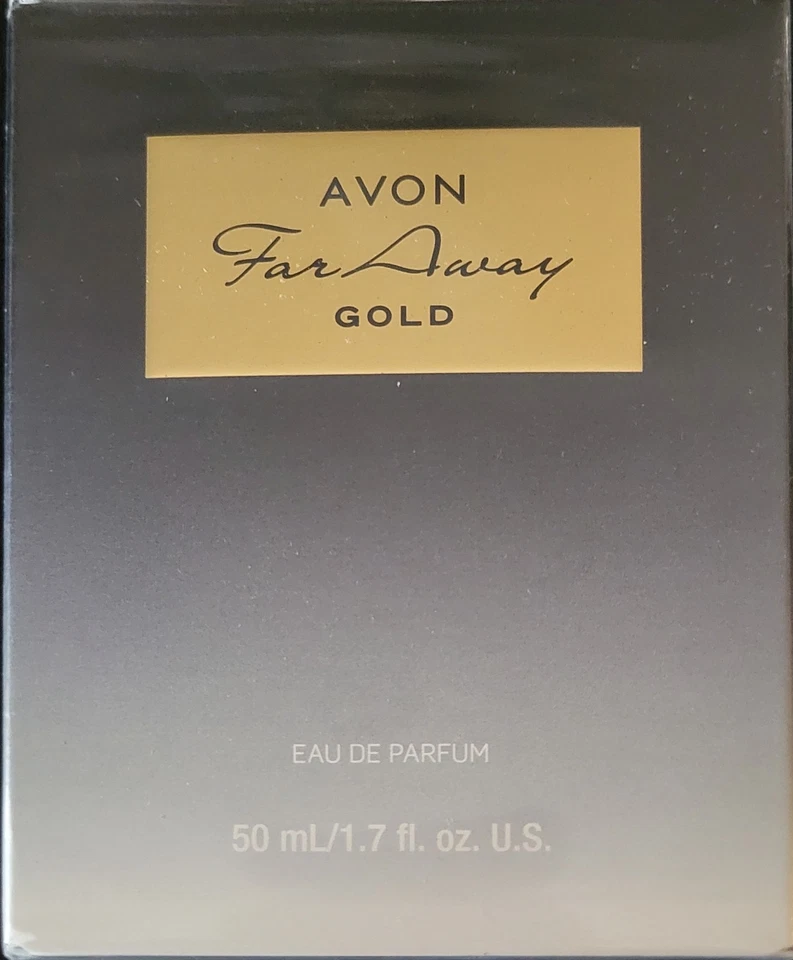 AVON
Far Away
GOLD
EAU DE PARFUM
50 mL/1.7 fl. oz. U.S.